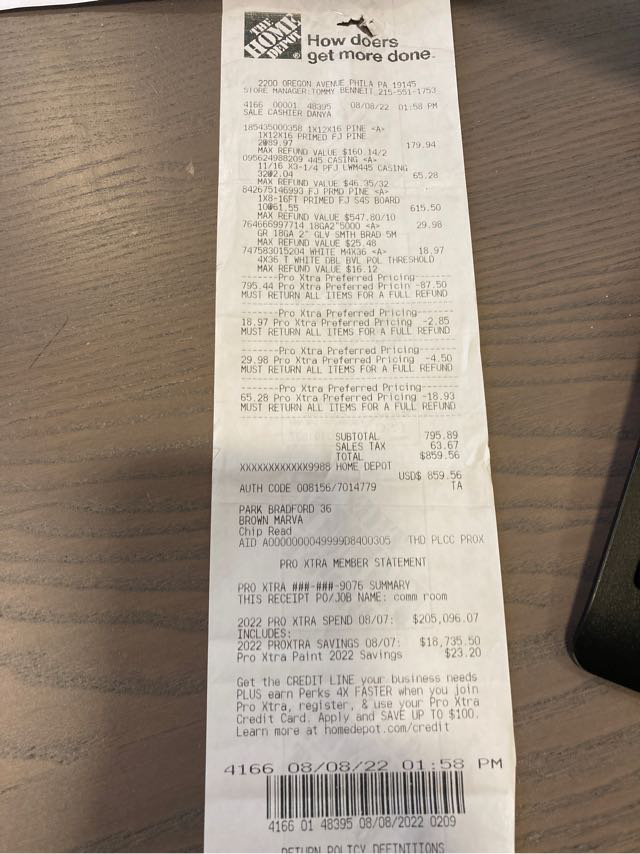 THE HOME DEPOT
How doers
get more done.
2200 OREGON AVENUE PHILA PA 19145
STORE MANAGER:TOMMY BENNETT 215-551-1753
4166 00001 48395 08/08/22 01:58 PM
SALE CASHIER DANYA
185435000358 1X12X16 PINE <A>
1X12X16 PRIMED FJ PINE
2@89.97 179.94
MAX REFUND VALUE $160.14/2
095624988209 445 CASING <A>
11/16 X3-1/4 PFJ LWM445 CASING
32@2.04 65.28
MAX REFUND VALUE $46.35/32
842675146993 FJ PRMD PINE <A>
1X8-16FT PRIMED FJ S4S BOARD
10@61.55 615.50
MAX REFUND VALUE $547.80/10
764666997714 18GA2"5000 <A> 29.98
GR 18GA 2" GLV SMTH BRAD 5M
MAX REFUND VALUE $25.48
747583015204 WHITE M4X36 <A> 18.97
4X36 T WHITE DBL BVL POL THRESHOLD
MAX REFUND VALUE $16.12
-------Pro Xtra Preferred Pricing-------
795.44 Pro Xtra Preferred Pricin -87.50
MUST RETURN ALL ITEMS FOR A FULL REFUND
-------Pro Xtra Preferred Pricing-------
18.97 Pro Xtra Preferred Pricing -2.85
MUST RETURN ALL ITEMS FOR A FULL REFUND
-------Pro Xtra Preferred Pricing-------
29.98 Pro Xtra Preferred Pricing -4.50
MUST RETURN ALL ITEMS FOR A FULL REFUND
-------Pro Xtra Preferred Pricing-------
65.28 Pro Xtra Preferred Pricing -18.93
MUST RETURN ALL ITEMS FOR A FULL REFUND
SUBTOTAL 795.89
SALES TAX 63.67
TOTAL $859.56
XXXXXXXXXXXX9988 HOME DEPOT
USD$ 859.56
AUTH CODE 008156/7014779 TA
PARK BRADFORD 36
BROWN MARVA
Chip Read
AID A0000000049999D8400305 THD PLCC PROX
PRO XTRA MEMBER STATEMENT
PRO XTRA ###-###-9076 SUMMARY
THIS RECEIPT PO/JOB NAME: comm room
2022 PRO XTRA SPEND 08/07: $205,096.07
INCLUDES:
2022 PROXTRA SAVINGS 08/07: $18,735.50
Pro Xtra Paint 2022 Savings $23.20
Get the CREDIT LINE your business needs
PLUS earn Perks 4X FASTER when you join
Pro Xtra, register, & use your Pro Xtra
Credit Card. Apply and SAVE UP TO $100.
Learn more at homedepot.com/credit
4166 08/08/22 01:58 PM
4166 01 48395 08/08/2022 0209
RETURN POLICY DEFINITIONS